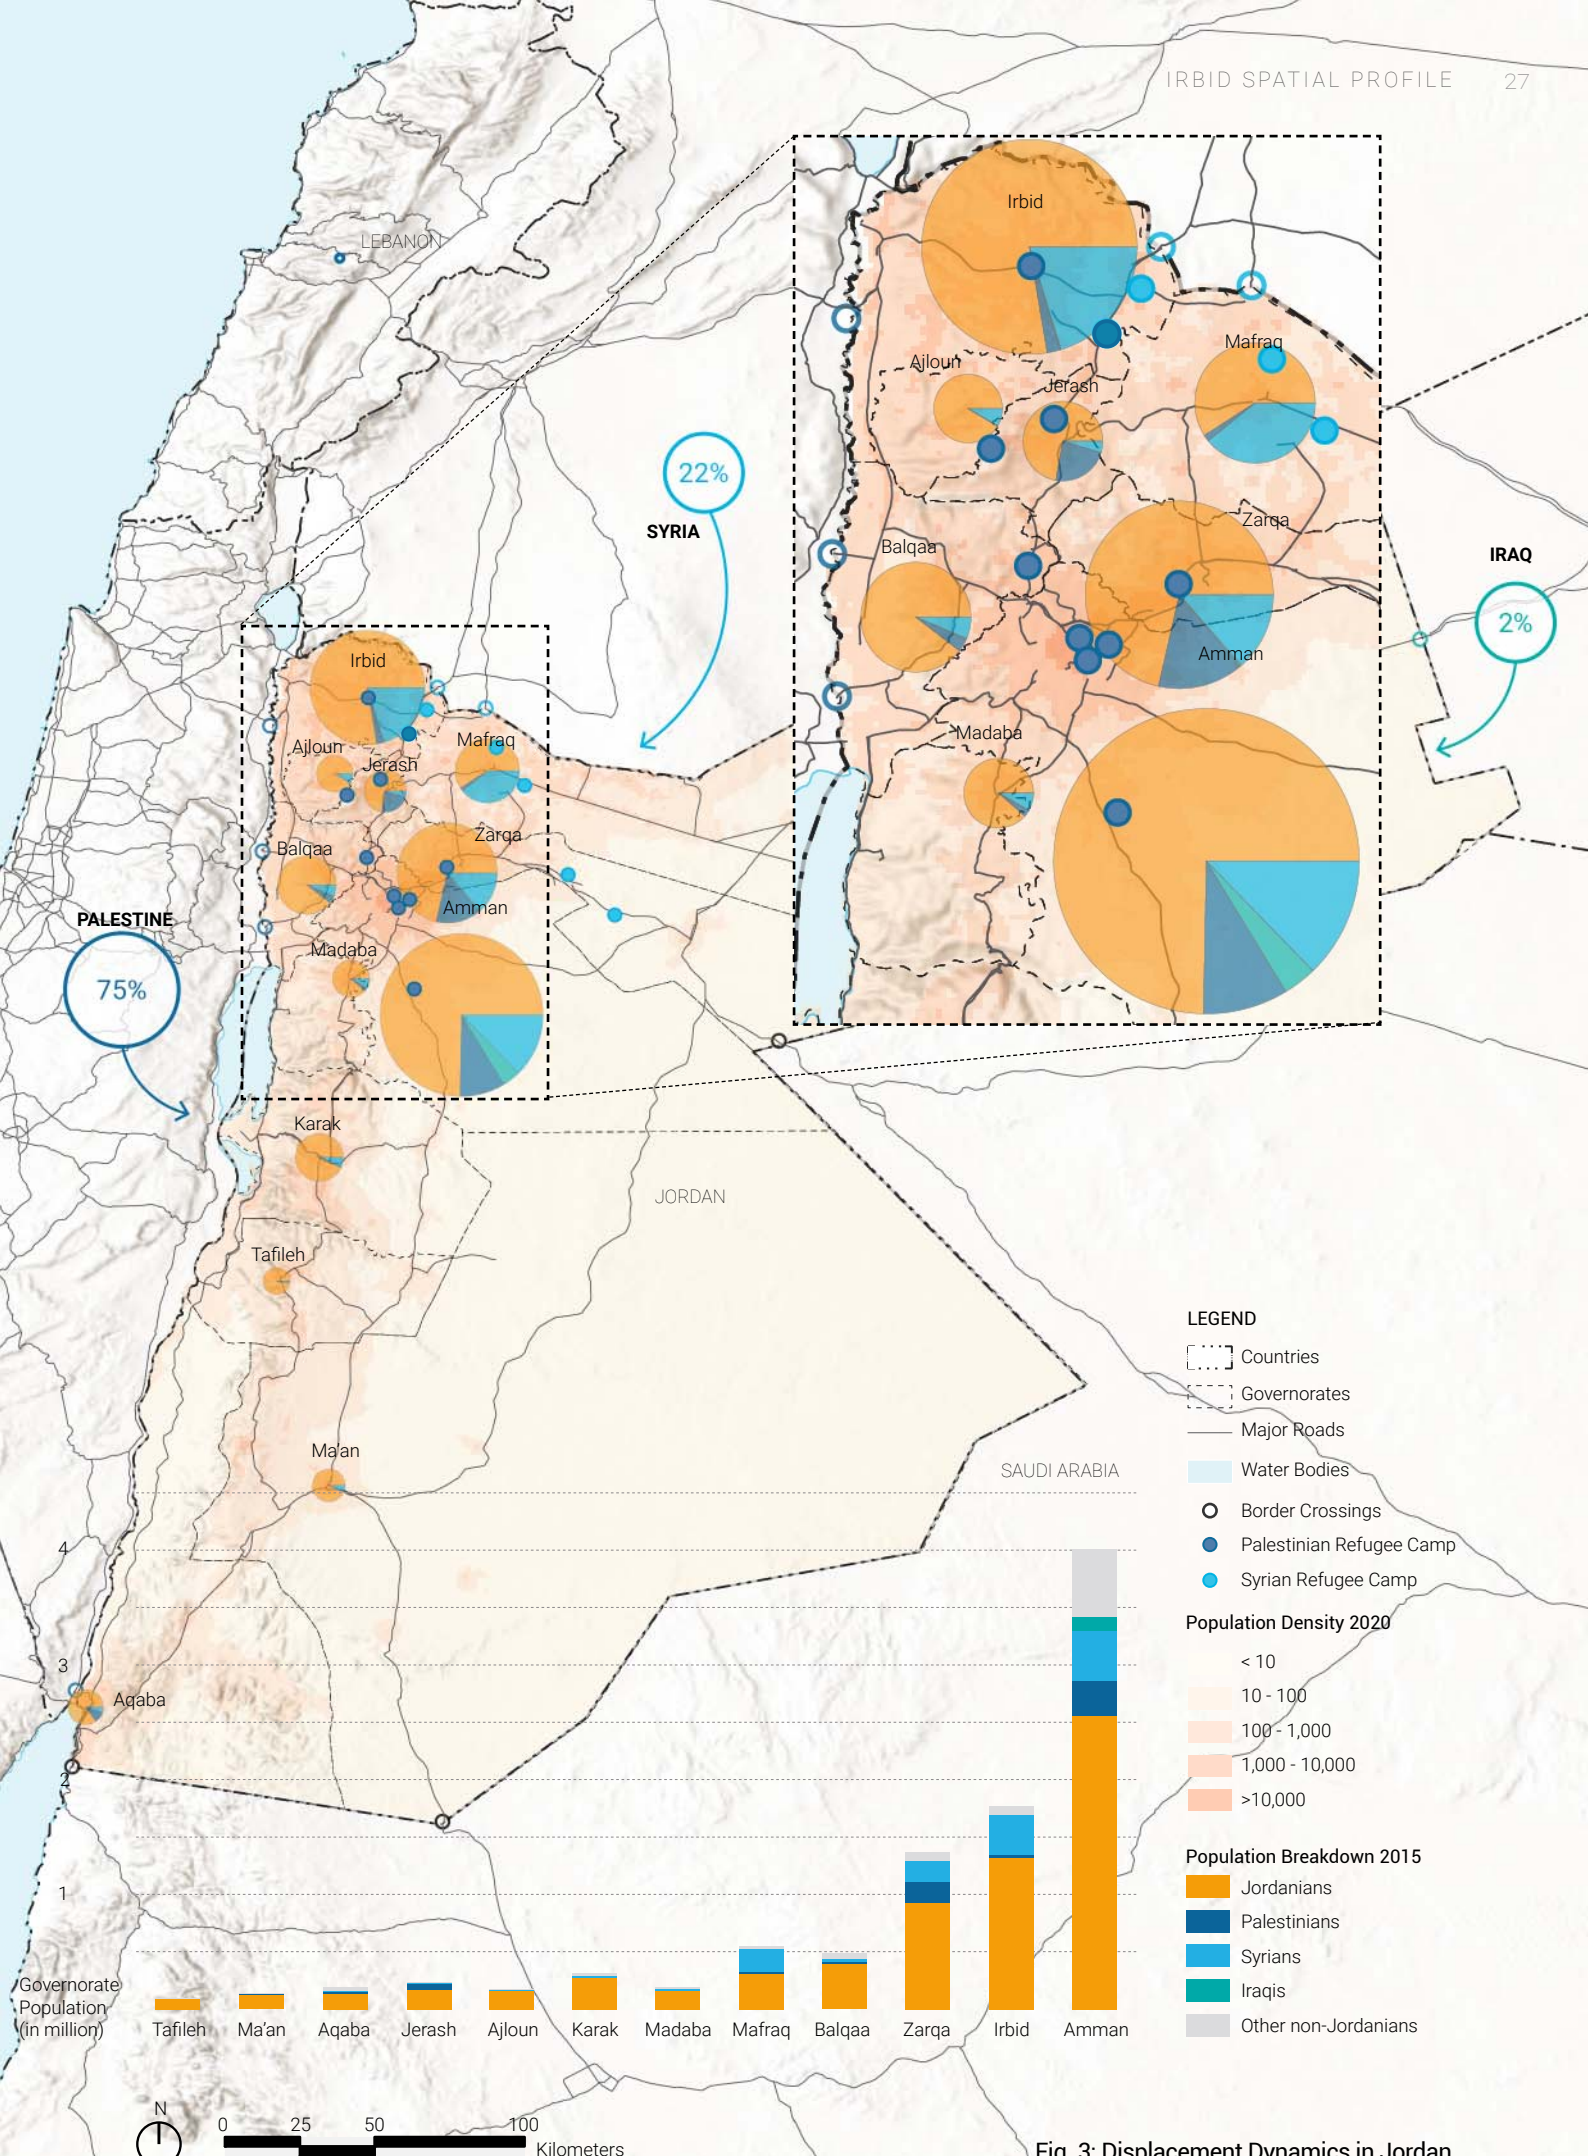 IRBID SPATIAL PROFILE 27
LEBANON
Irbid
Mafraq
Ajloun
Jerash
Zarqa
Balqaa
Amman
Madaba
22%
SYRIA
IRAQ
2%
Irbid
Ajloun
Mafraq
Jerash
Zarqa
Balqaa
Amman
Madaba
PALESTINE
75%
Karak
JORDAN
Tafileh
Ma'an
SAUDI ARABIA
Aqaba
LEGEND
Countries
Governorates
Major Roads
Water Bodies
Border Crossings
Palestinian Refugee Camp
Syrian Refugee Camp
Population Density 2020
< 10
10 - 100
100 - 1,000
1,000 - 10,000
>10,000
Population Breakdown 2015
Jordanians
Palestinians
Syrians
Iraqis
Other non-Jordanians
4
3
2
1
Governorate
Population
(in million)
Tafileh Ma'an Aqaba Jerash Ajloun Karak Madaba Mafraq Balqaa Zarqa Irbid Amman
N
0 25 50 100
Kilometers
Fig. 3: Displacement Dynamics in Jordan